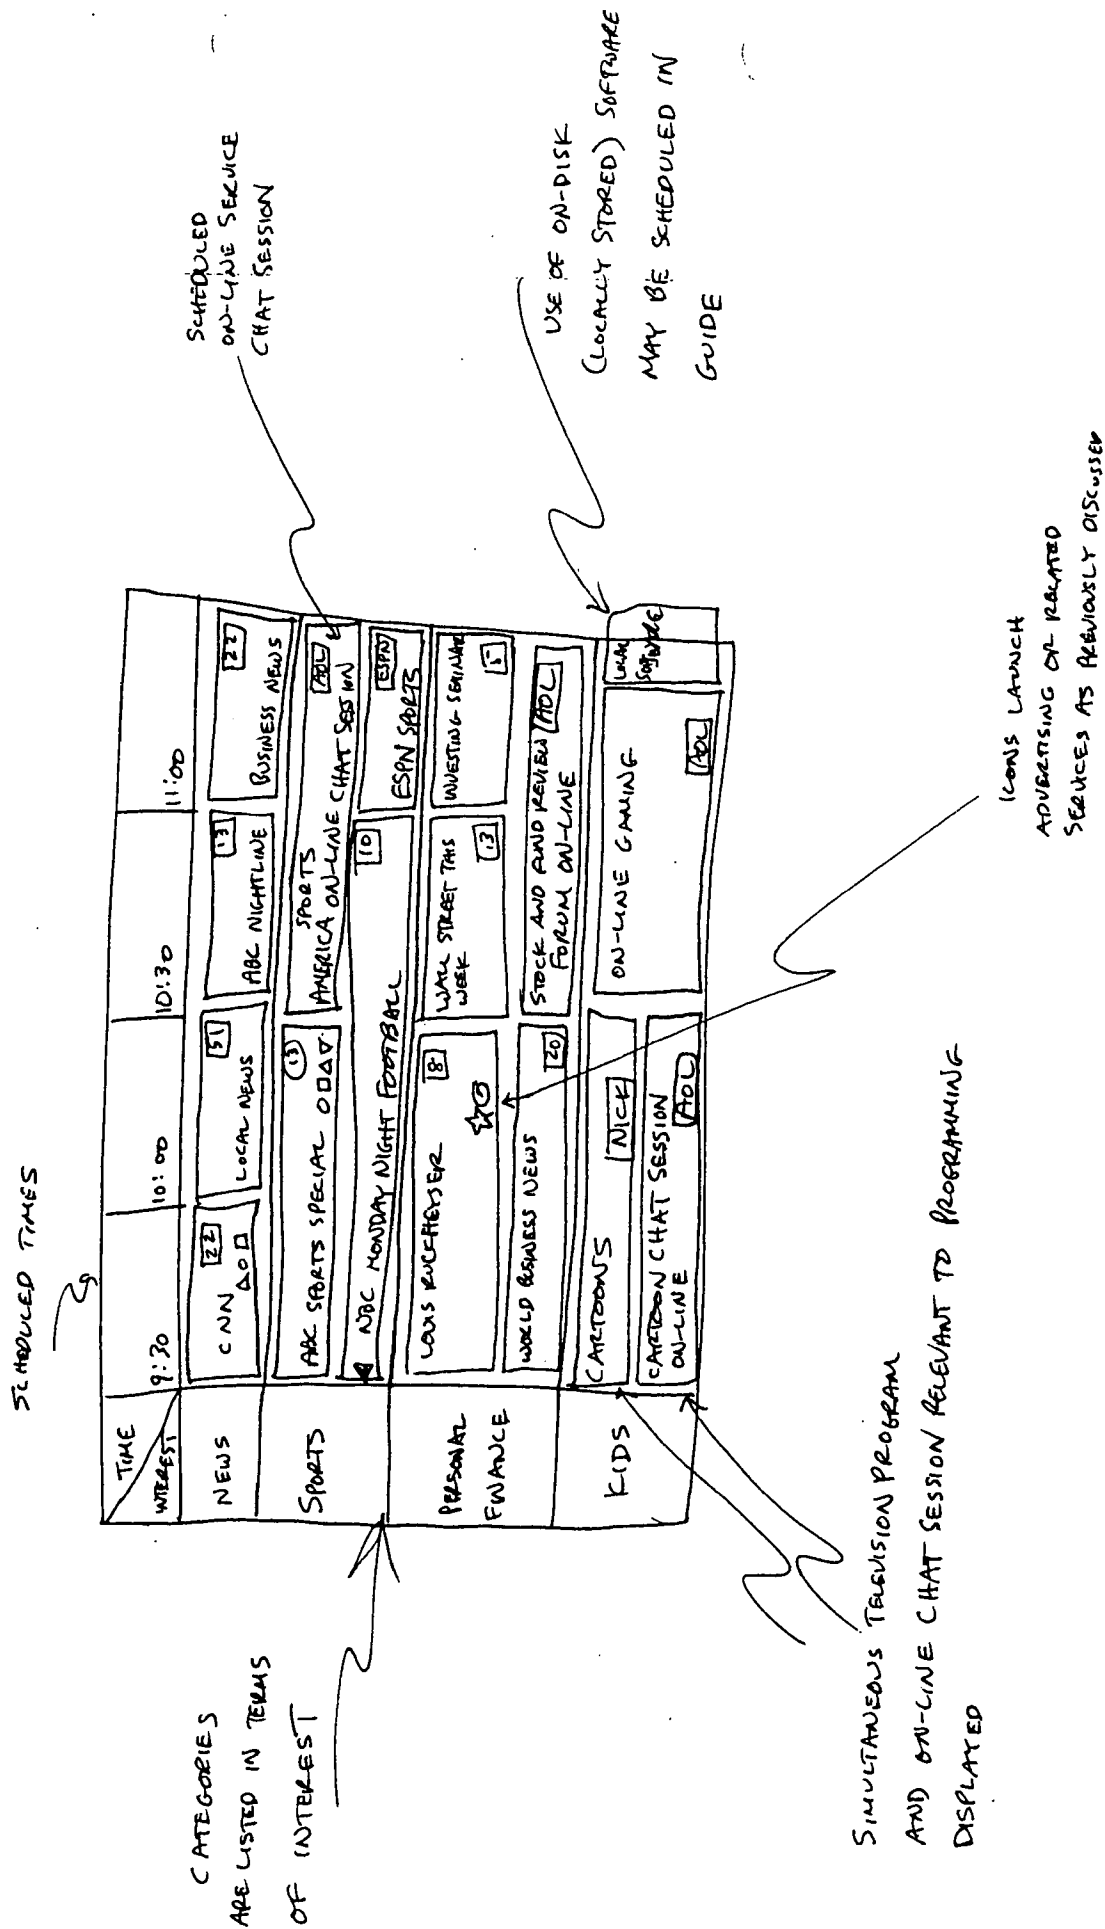 SCHEDULED TIMES
TIME
INTEREST
9:30
10:00
10:30
11:00
NEWS
CNN
22
LOCAL NEWS
51
ABC NIGHTLINE
13
BUSINESS NEWS
22
SPORTS
ABC SPORTS SPECIAL
13
SPORTS
AMERICA ON-LINE CHAT SESSION
AOL
NBC MONDAY NIGHT FOOTBALL
10
ESPN SPORTS
ESPN
PERSONAL
FINANCE
LOUIS RUCKHEYSER
8
WALL STREET THIS
WEEK
13
INVESTING SEMINAR
5
WORLD BUSINESS NEWS
20
STOCK AND FUND REVIEW
FORUM ON-LINE
AOL
KIDS
CARTOONS
NICK
CARTOON CHAT SESSION
ON-LINE
AOL
ON-LINE GAMING
AOL
LOCAL
SOFTWARE
CATEGORIES
ARE LISTED IN TERMS
OF INTEREST
SCHEDULED
ON-LINE SERVICE
CHAT SESSION
USE OF ON-DISK
(LOCALLY STORED) SOFTWARE
MAY BE SCHEDULED IN
GUIDE
ICONS LAUNCH
ADVERTISING OR RELATED
SERVICES AS PREVIOUSLY DISCUSSED
SIMULTANEOUS TELEVISION PROGRAM
AND ON-LINE CHAT SESSION RELEVANT TO PROGRAMMING
DISPLAYED